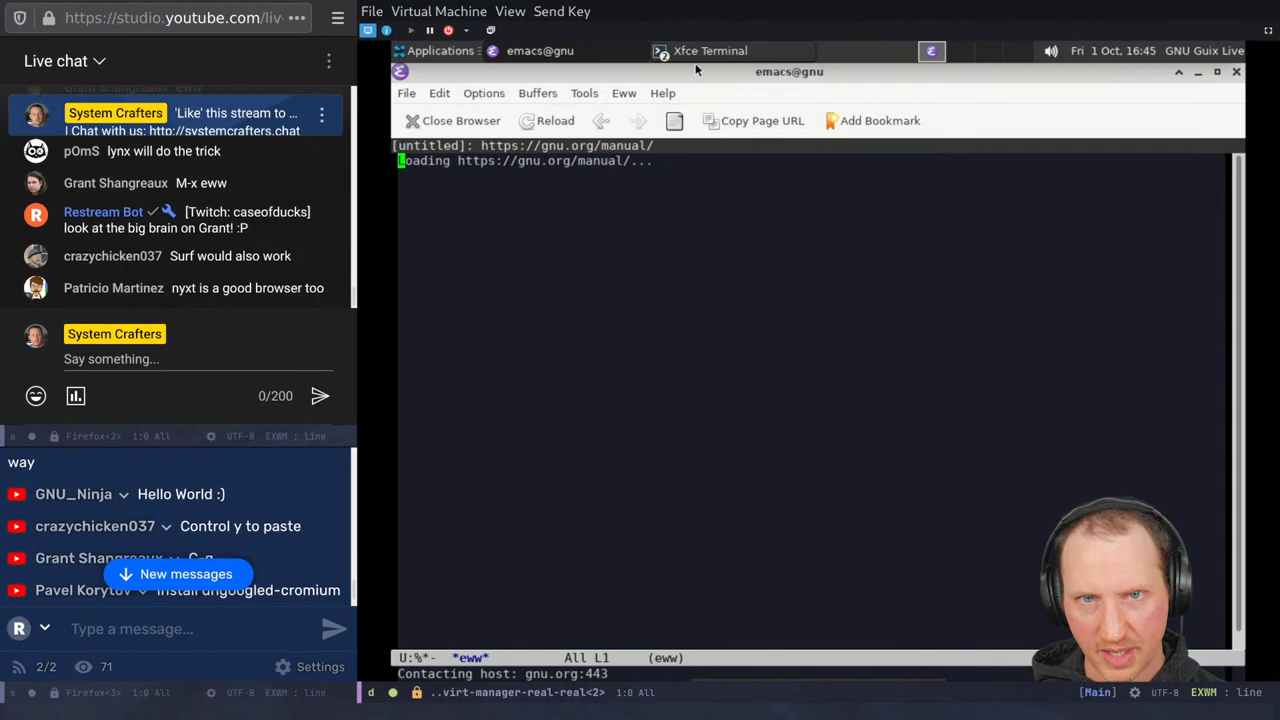 https://studio.youtube.com/liv
Live chat
Grant Shangreaux eww
System Crafters 'Like' this stream to ...
| Chat with us: http://systemcrafters.chat
pOmS lynx will do the trick
Grant Shangreaux M-x eww
Restream Bot [Twitch: caseofducks]
look at the big brain on Grant! :P
crazychicken037 Surf would also work
Patricio Martinez nyxt is a good browser too
System Crafters
Say something...
0/200
a Firefox<2> 1:0 All UTF-8 EXWM : line
way
GNU_Ninja Hello World :)
crazychicken037 Control y to paste
Grant Shangreaux C-g
New messages
Pavel Korytov Install ungoogled-cromium
R Type a message...
2/2 71 Settings
s Firefox<3> 1:0 All UTF-8 EXWM : line
File Virtual Machine View Send Key
Applications emacs@gnu Xfce Terminal Fri 1 Oct, 16:45 GNU Guix Live
emacs@gnu
File Edit Options Buffers Tools Eww Help
Close Browser Reload Copy Page URL Add Bookmark
[untitled]: https://gnu.org/manual/
Loading https://gnu.org/manual/...
U:%*- *eww* All L1 (eww)
Contacting host: gnu.org:443
d ..virt-manager-real-real<2> 1:0 All [Main] UTF-8 EXWM : line